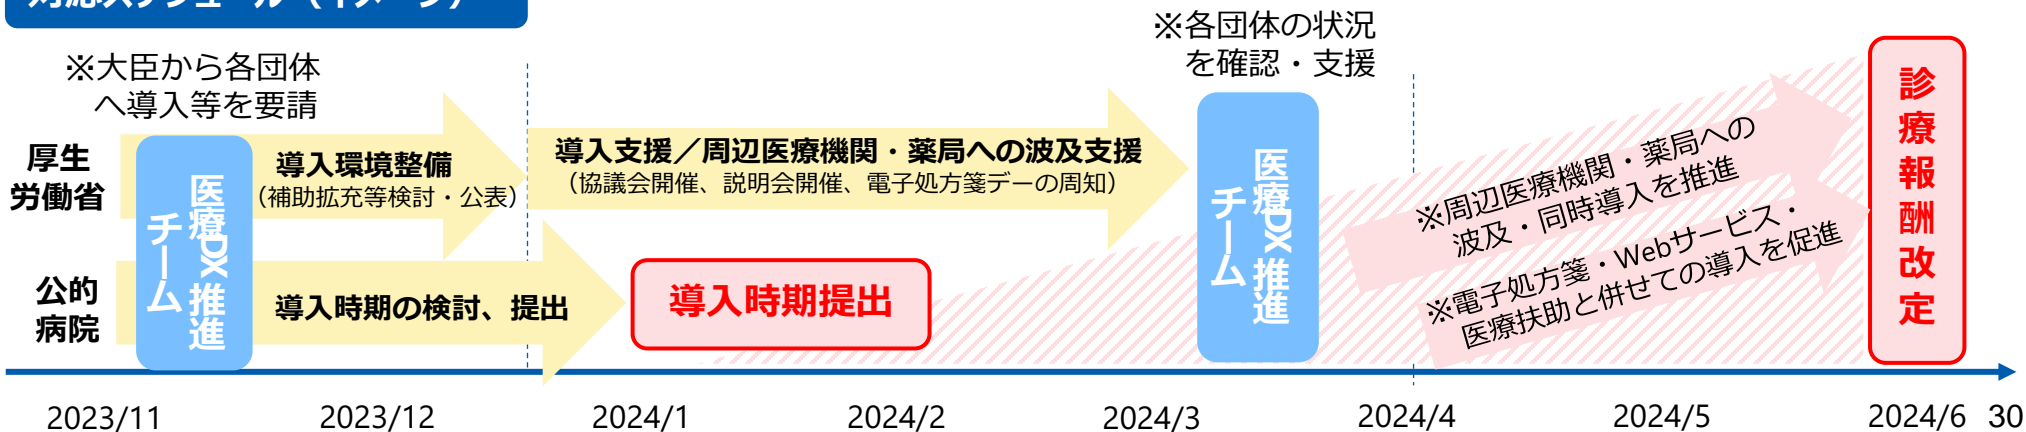 対応スケジュール（イメージ）
※大臣から各団体
へ導入等を要請
※各団体の状況
を確認・支援
厚生
労働省
医療DX推進
チーム
導入環境整備
（補助拡充等検討・公表）
導入支援／周辺医療機関・薬局への波及支援
（協議会開催、説明会開催、電子処方箋デーの周知）
医療DX推進
チーム
※周辺医療機関・薬局への
波及・同時導入を推進
※電子処方箋・Webサービス・
医療扶助と併せての導入を促進
診療報酬改定
公的
病院
導入時期の検討、提出
導入時期提出
2023/11
2023/12
2024/1
2024/2
2024/3
2024/4
2024/5
2024/6
30